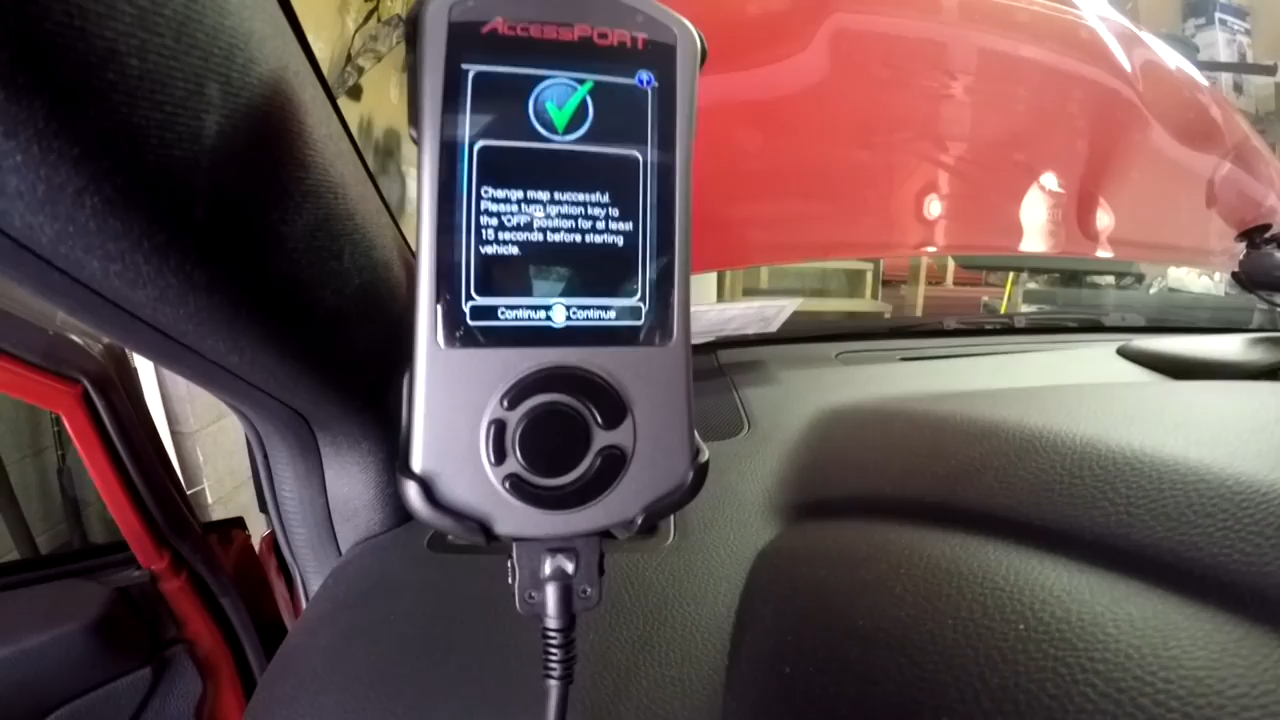 AccessPORT
Change map successful.
Please turn ignition key to
the 'OFF' position for at least
15 seconds before starting
vehicle.
Continue Continue